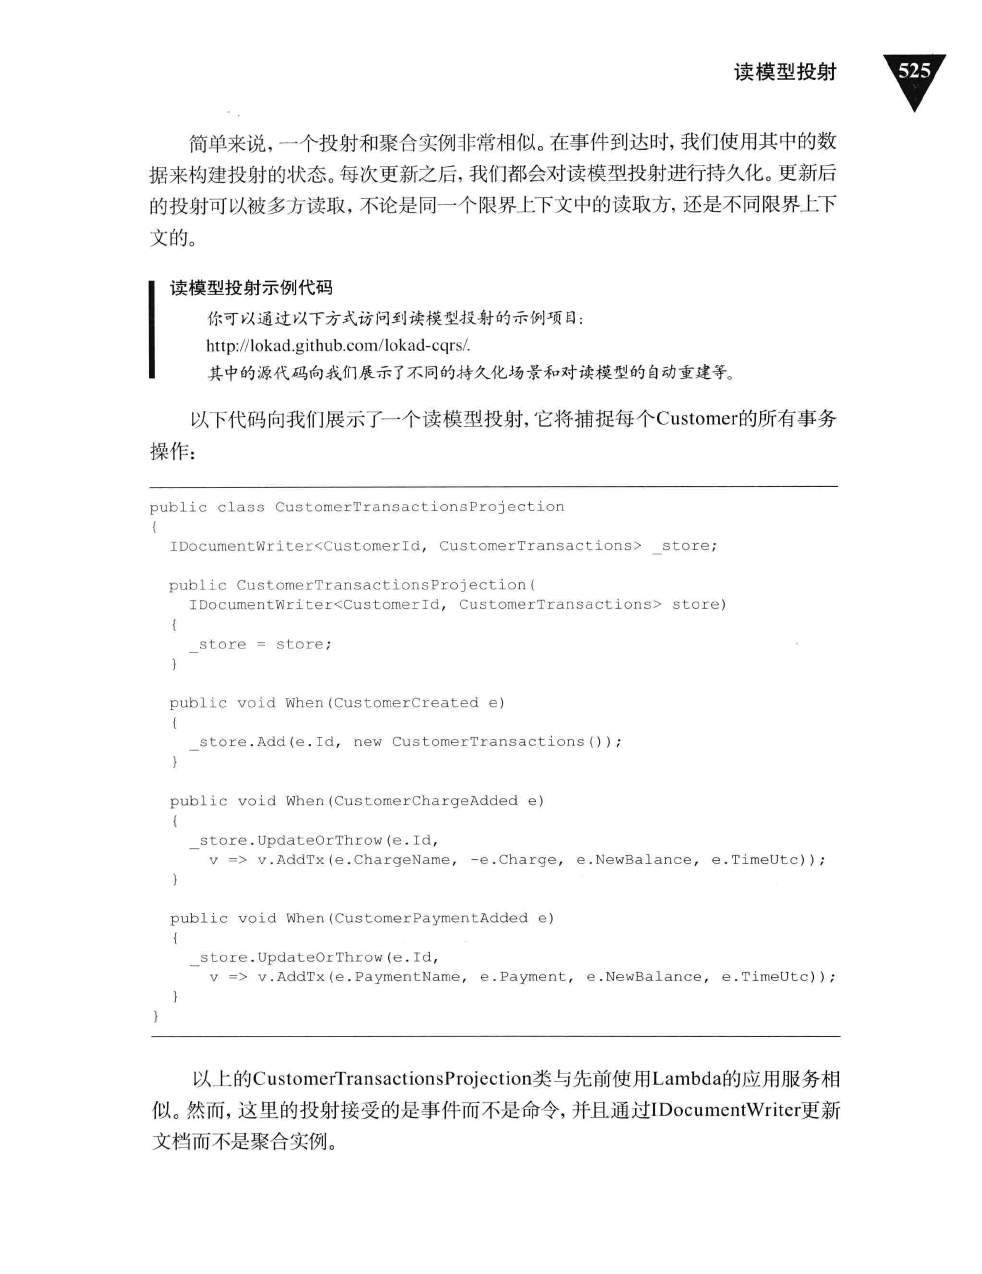 读模型投射
525
简单来说，一个投射和聚合实例非常相似。在事件到达时，我们使用其中的数
据来构建投射的状态。每次更新之后，我们都会对读模型投射进行持久化。更新后
的投射可以被多方读取，不论是同一个限界上下文中的读取方，还是不同限界上下
文的。
读模型投射示例代码
你可以通过以下方式访问到读模型投射的示例项目：
http://lokad.github.com/lokad-cqrs/.
其中的源代码向我们展示了不同的持久化场景和对读模型的自动重建等。
以下代码向我们展示了一个读模型投射，它将捕捉每个Customer的所有事务
操作：
public class CustomerTransactionsProjection
{
  IDocumentWriter<CustomerId, CustomerTransactions> _store;
  public CustomerTransactionsProjection(
    IDocumentWriter<CustomerId, CustomerTransactions> store)
  {
    _store = store;
  }
  public void When(CustomerCreated e)
  {
    _store.Add(e.Id, new CustomerTransactions());
  }
  public void When(CustomerChargeAdded e)
  {
    _store.UpdateOrThrow(e.Id,
      v => v.AddTx(e.ChargeName, -e.Charge, e.NewBalance, e.TimeUtc));
  }
  public void When(CustomerPaymentAdded e)
  {
    _store.UpdateOrThrow(e.Id,
      v => v.AddTx(e.PaymentName, e.Payment, e.NewBalance, e.TimeUtc));
  }
}
以上的CustomerTransactionsProjection类与先前使用Lambda的应用服务相
似。然而，这里的投射接受的是事件而不是命令，并且通过IDocumentWriter更新
文档而不是聚合实例。